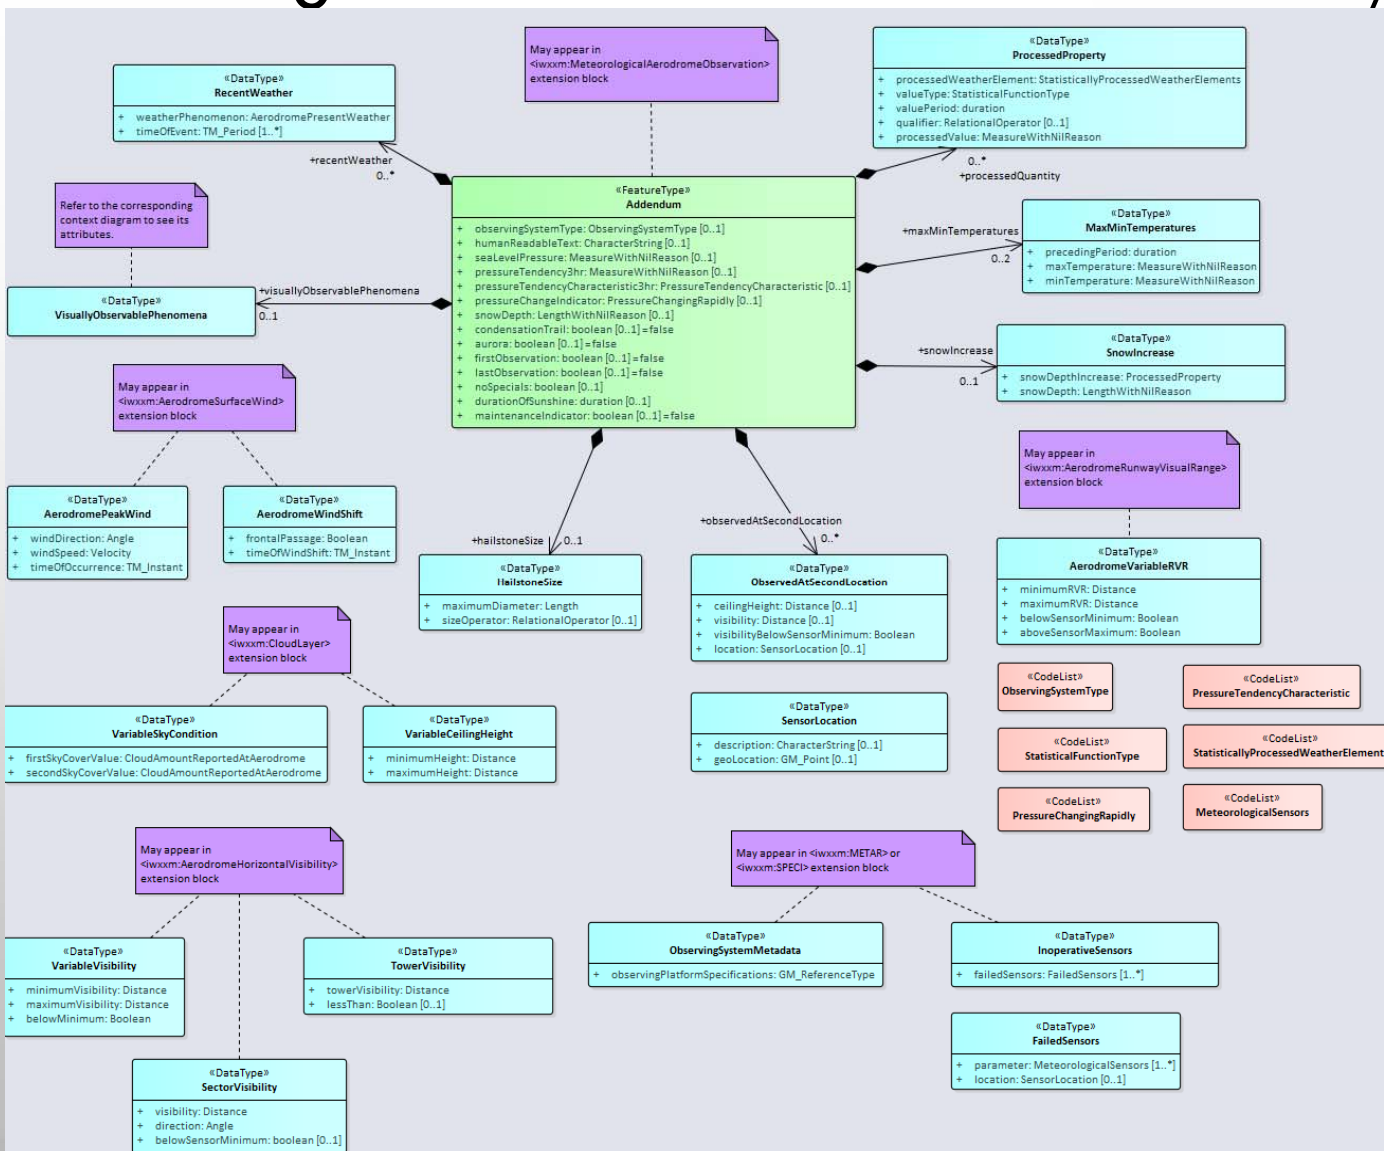 May appear in
<iwxxm:MeteorologicalAerodromeObservation>
extension block
«DataType»
ProcessedProperty
+ processedWeatherElement: StatisticallyProcessedWeatherElements
+ valueType: StatisticalFunctionType
+ valuePeriod: duration
+ qualifier: RelationalOperator [0..1]
+ processedValue: MeasureWithNilReason
«DataType»
RecentWeather
+ weatherPhenomenon: AerodromePresentWeather
+ timeOfEvent: TM_Period [1..*]
+recentWeather
0..*
0..*
+processedQuantity
Refer to the corresponding
context diagram to see its
attributes.
«FeatureType»
Addendum
+ observingSystemType: ObservingSystemType [0..1]
+ humanReadableText: CharacterString [0..1]
+ seaLevelPressure: MeasureWithNilReason [0..1]
+ pressureTendency3hr: MeasureWithNilReason [0..1]
+ pressureTendencyCharacteristic3hr: PressureTendencyCharacteristic [0..1]
+ pressureChangeIndicator: PressureChangingRapidly [0..1]
+ snowDepth: LengthWithNilReason [0..1]
+ condensationTrail: boolean [0..1] =false
+ aurora: boolean [0..1] =false
+ firstObservation: boolean [0..1] =false
+ lastObservation: boolean [0..1] =false
+ noSpecials: boolean [0..1]
+ durationOfSunshine: duration [0..1]
+ maintenanceIndicator: boolean [0..1] =false
+maxMinTemperatures
0..2
«DataType»
MaxMinTemperatures
+ precedingPeriod: duration
+ maxTemperature: MeasureWithNilReason
+ minTemperature: MeasureWithNilReason
«DataType»
VisuallyObservablePhenomena
+visuallyObservablePhenomena
0..1
+snowIncrease
0..1
«DataType»
SnowIncrease
+ snowDepthIncrease: ProcessedProperty
+ snowDepth: LengthWithNilReason
May appear in
<iwxxm:AerodromeSurfaceWind>
extension block
May appear in
<iwxxm:AerodromeRunwayVisualRange>
extension block
«DataType»
AerodromePeakWind
+ windDirection: Angle
+ windSpeed: Velocity
+ timeOfOccurrence: TM_Instant
«DataType»
AerodromeWindShift
+ frontalPassage: Boolean
+ timeOfWindShift: TM_Instant
+hailstoneSize
0..1
+observedAtSecondLocation
0..*
«DataType»
HailstoneSize
+ maximumDiameter: Length
+ sizeOperator: RelationalOperator [0..1]
«DataType»
ObservedAtSecondLocation
+ ceilingHeight: Distance [0..1]
+ visibility: Distance [0..1]
+ visibilityBelowSensorMinimum: Boolean
+ location: SensorLocation [0..1]
«DataType»
AerodromeVariableRVR
+ minimumRVR: Distance
+ maximumRVR: Distance
+ belowSensorMinimum: Boolean
+ aboveSensorMaximum: Boolean
May appear in
<iwxxm:CloudLayer>
extension block
«DataType»
VariableSkyCondition
+ firstSkyCoverValue: CloudAmountReportedAtAerodrome
+ secondSkyCoverValue: CloudAmountReportedAtAerodrome
«DataType»
VariableCeilingHeight
+ minimumHeight: Distance
+ maximumHeight: Distance
«DataType»
SensorLocation
+ description: CharacterString [0..1]
+ geoLocation: GM_Point [0..1]
«CodeList»
ObservingSystemType
«CodeList»
PressureTendencyCharacteristic
«CodeList»
StatisticalFunctionType
«CodeList»
StatisticallyProcessedWeatherElement
«CodeList»
PressureChangingRapidly
«CodeList»
MeteorologicalSensors
May appear in
<iwxxm:AerodromeHorizontalVisibility>
extension block
May appear in <iwxxm:METAR> or
<iwxxm:SPECI> extension block
«DataType»
VariableVisibility
+ minimumVisibility: Distance
+ maximumVisibility: Distance
+ belowMinimum: Boolean
«DataType»
TowerVisibility
+ towerVisibility: Distance
+ lessThan: Boolean [0..1]
«DataType»
ObservingSystemMetadata
+ observingPlatformSpecifications: GM_ReferenceType
«DataType»
InoperativeSensors
+ failedSensors: FailedSensors [1..*]
«DataType»
FailedSensors
+ parameter: MeteorologicalSensors [1..*]
+ location: SensorLocation [0..1]
«DataType»
SectorVisibility
+ visibility: Distance
+ direction: Angle
+ belowSensorMinimum: boolean [0..1]